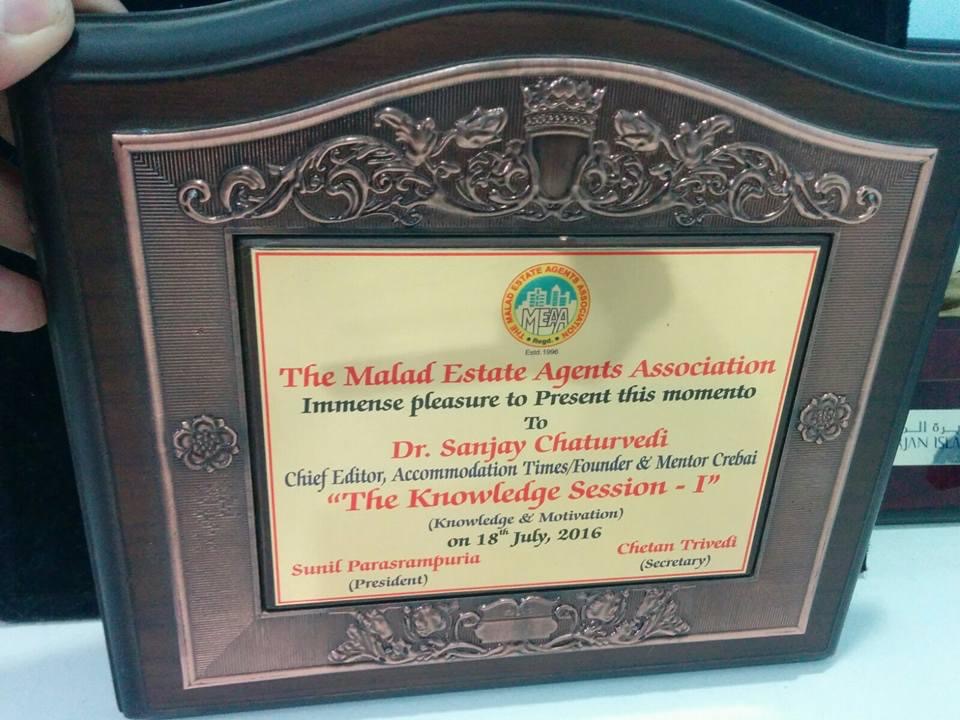 THE MALAD ESTATE AGENTS ASSOCIATION
MEAA
Regd.
Estd. 1996
The Malad Estate Agents Association
Immense pleasure to Present this momento
To
Dr. Sanjay Chaturvedi
Chief Editor, Accommodation Times/Founder & Mentor Crebai
"The Knowledge Session - I"
(Knowledge & Motivation)
on 18th July, 2016
Sunil Parasrampuria
(President)
Chetan Trivedi
(Secretary)